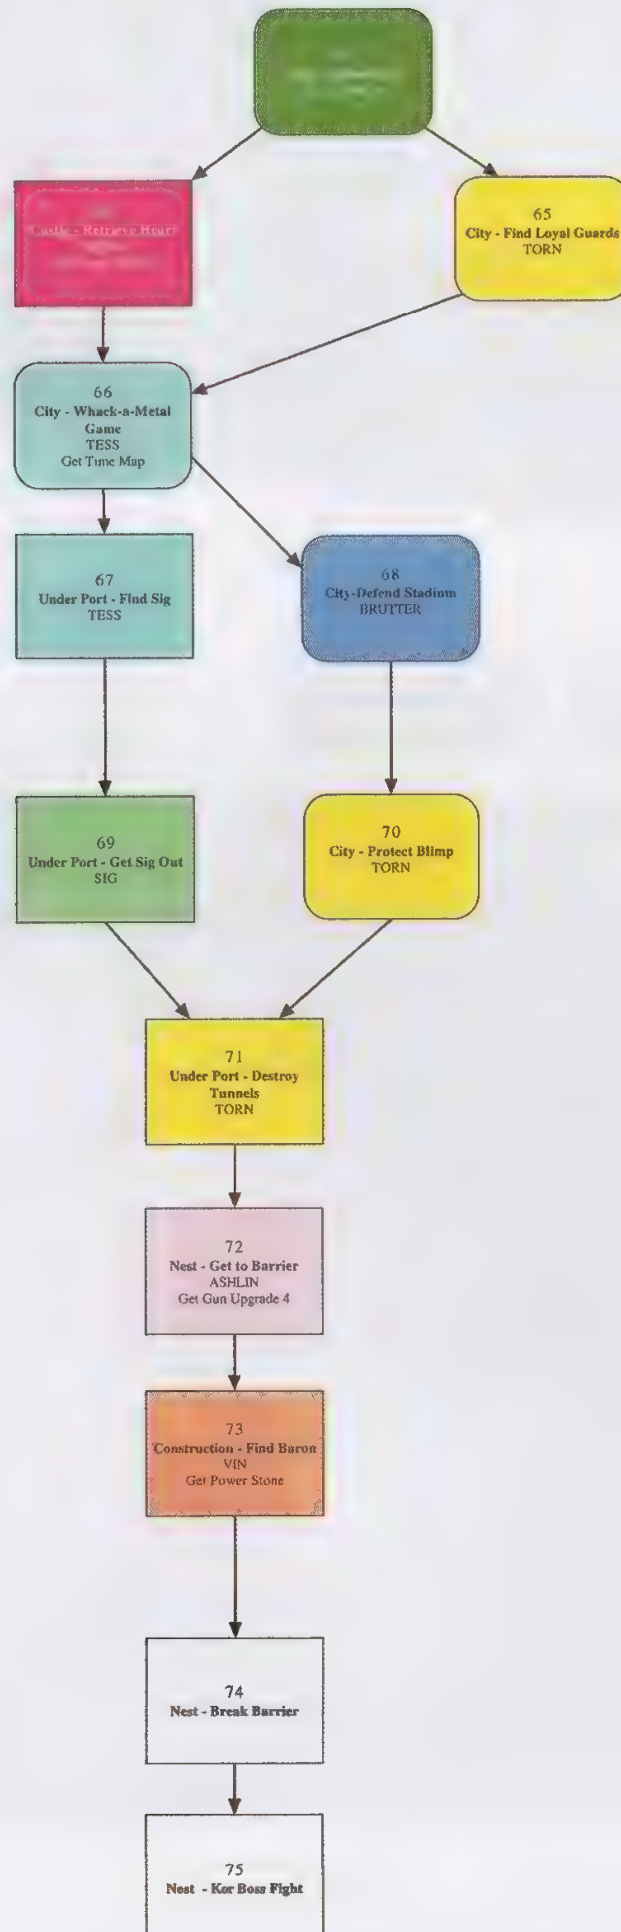 Castle - Retrieve Heart
65
City - Find Loyal Guards
TORN
66
City - Whack-a-Metal
Game
TESS
Get Time Map
67
Under Port - Find Sig
TESS
68
City-Defend Stadium
BRUTTER
69
Under Port - Get Sig Out
SIG
70
City - Protect Blimp
TORN
71
Under Port - Destroy
Tunnels
TORN
72
Nest - Get to Barrier
ASHLIN
Get Gun Upgrade 4
73
Construction - Find Baron
VIN
Get Power Stone
74
Nest - Break Barrier
75
Nest - Kor Boss Fight